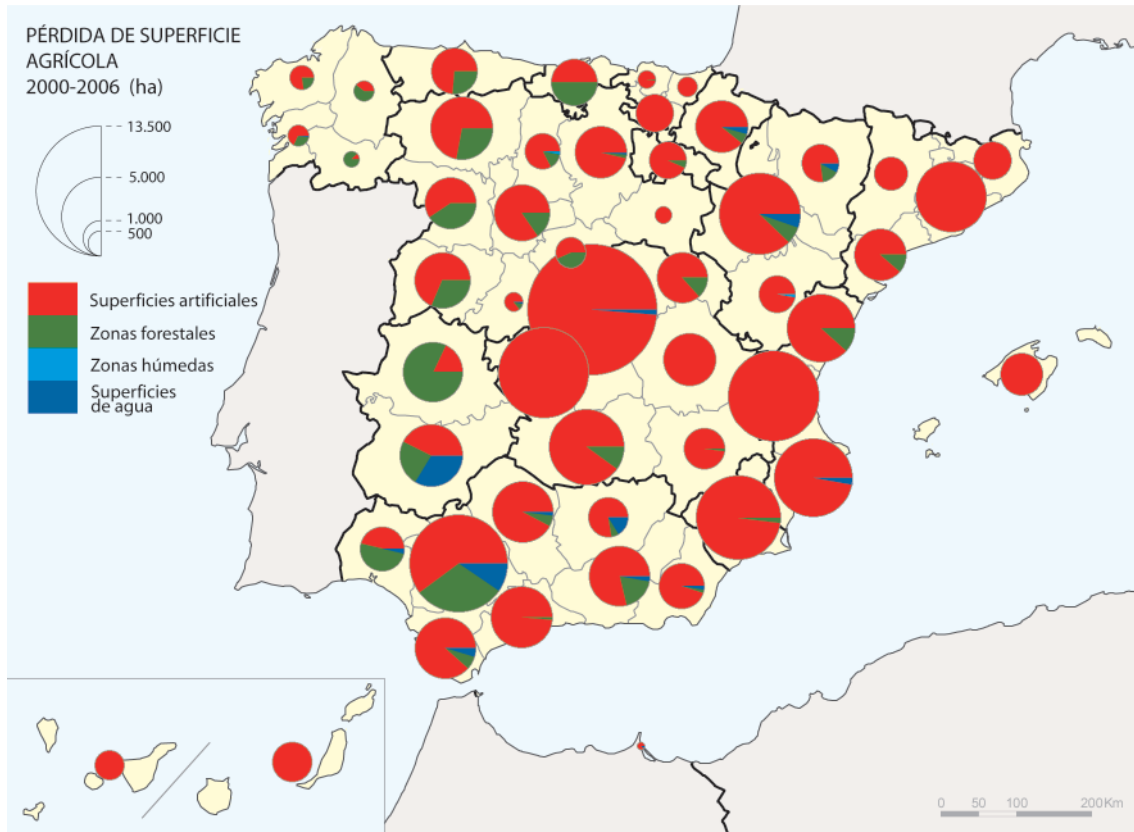 PÉRDIDA DE SUPERFICIE
AGRÍCOLA
2000-2006 (ha)
13.500
5.000
1.000
500
Superficies artificiales
Zonas forestales
Zonas húmedas
Superficies
de agua
0 50 100 200Km